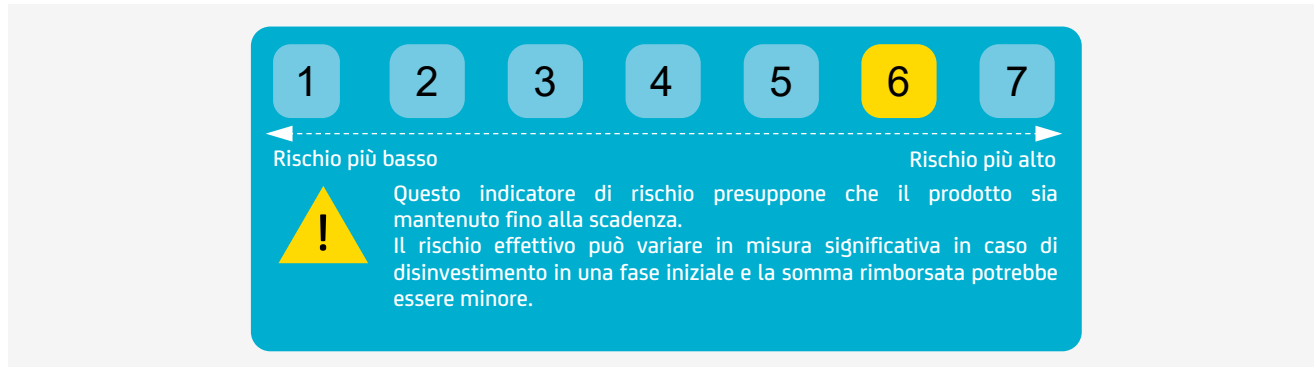 1 2 3 4 5 6 7
Rischio più basso Rischio più alto
Questo indicatore di rischio presuppone che il prodotto sia
mantenuto fino alla scadenza.
Il rischio effettivo può variare in misura significativa in caso di
disinvestimento in una fase iniziale e la somma rimborsata potrebbe
essere minore.
!